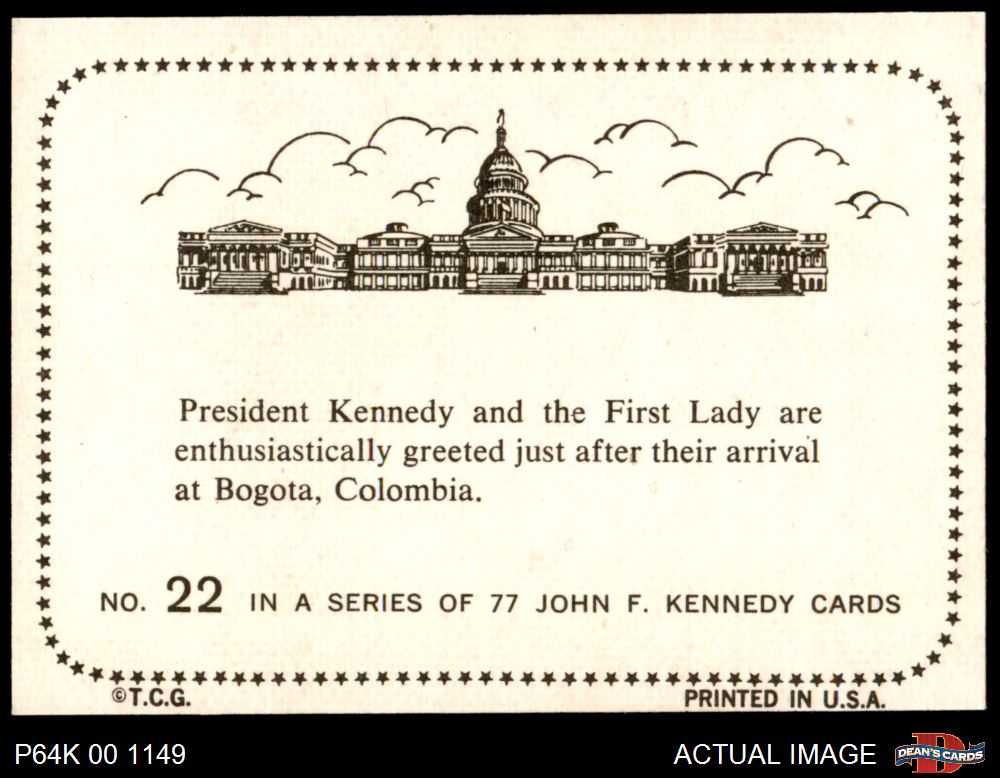 President Kennedy and the First Lady are
enthusiastically greeted just after their arrival
at Bogota, Colombia.
NO. 22 IN A SERIES OF 77 JOHN F. KENNEDY CARDS
©T.C.G.
PRINTED IN U.S.A.
P64K 00 1149
ACTUAL IMAGE
D
DEAN'S CARDS